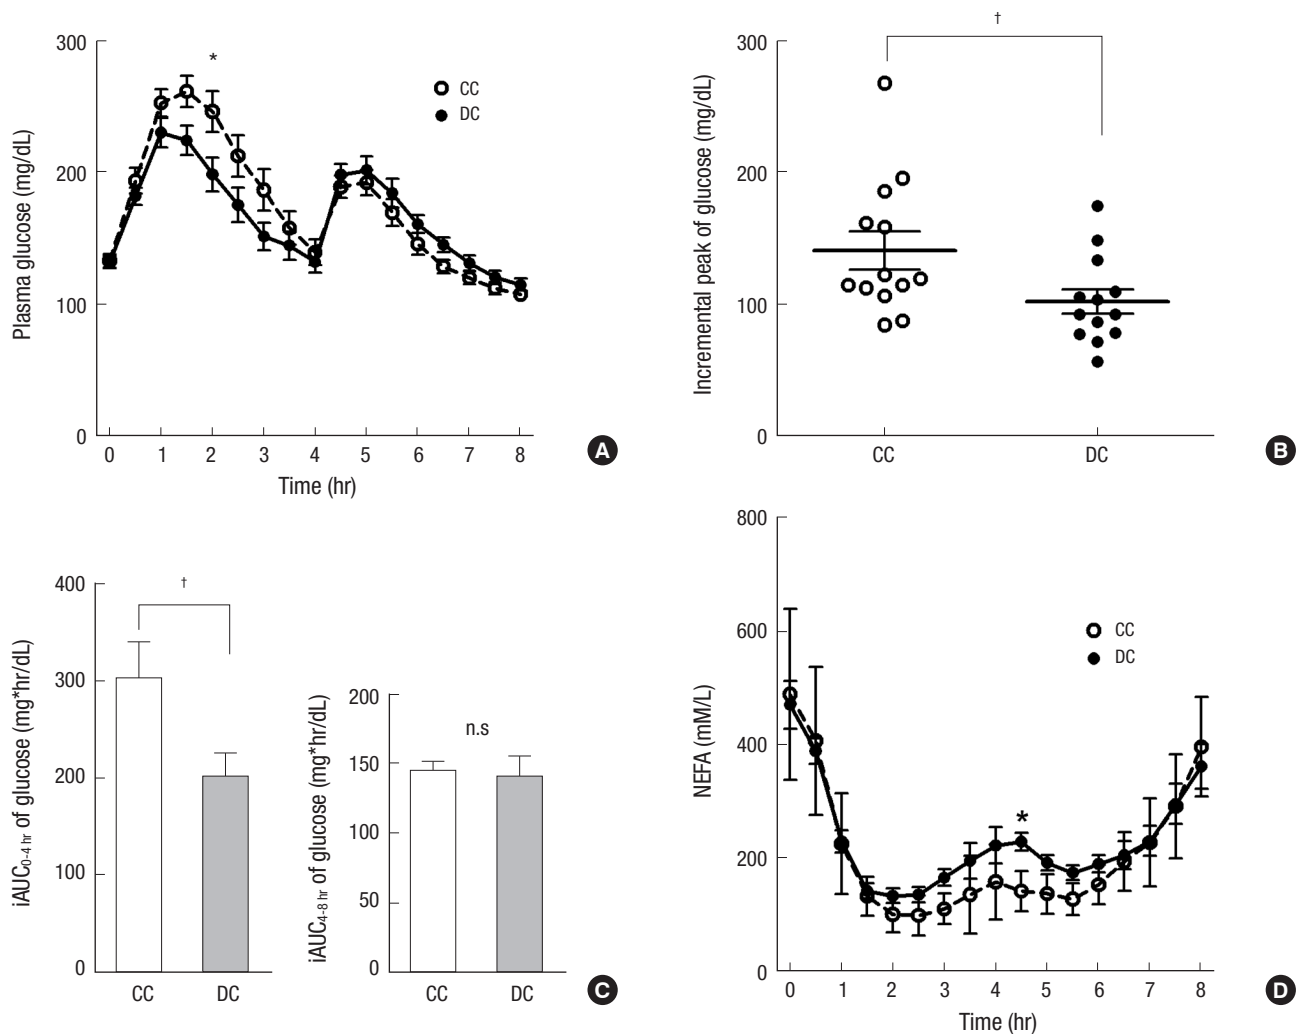 300
200
100
0
Plasma glucose (mg/dL)
*
CC
DC
0 1 2 3 4 5 6 7 8
Time (hr)
A
†
300
200
100
0
Incremental peak of glucose (mg/dL)
CC DC
B
400
300
200
100
0
iAUC0-4 hr of glucose (mg*hr/dL)
†
CC DC
200
150
100
50
0
iAUC4-8 hr of glucose (mg*hr/dL)
n.s
CC DC
C
800
600
400
200
0
NEFA (mM/L)
CC
DC
*
0 1 2 3 4 5 6 7 8
Time (hr)
D